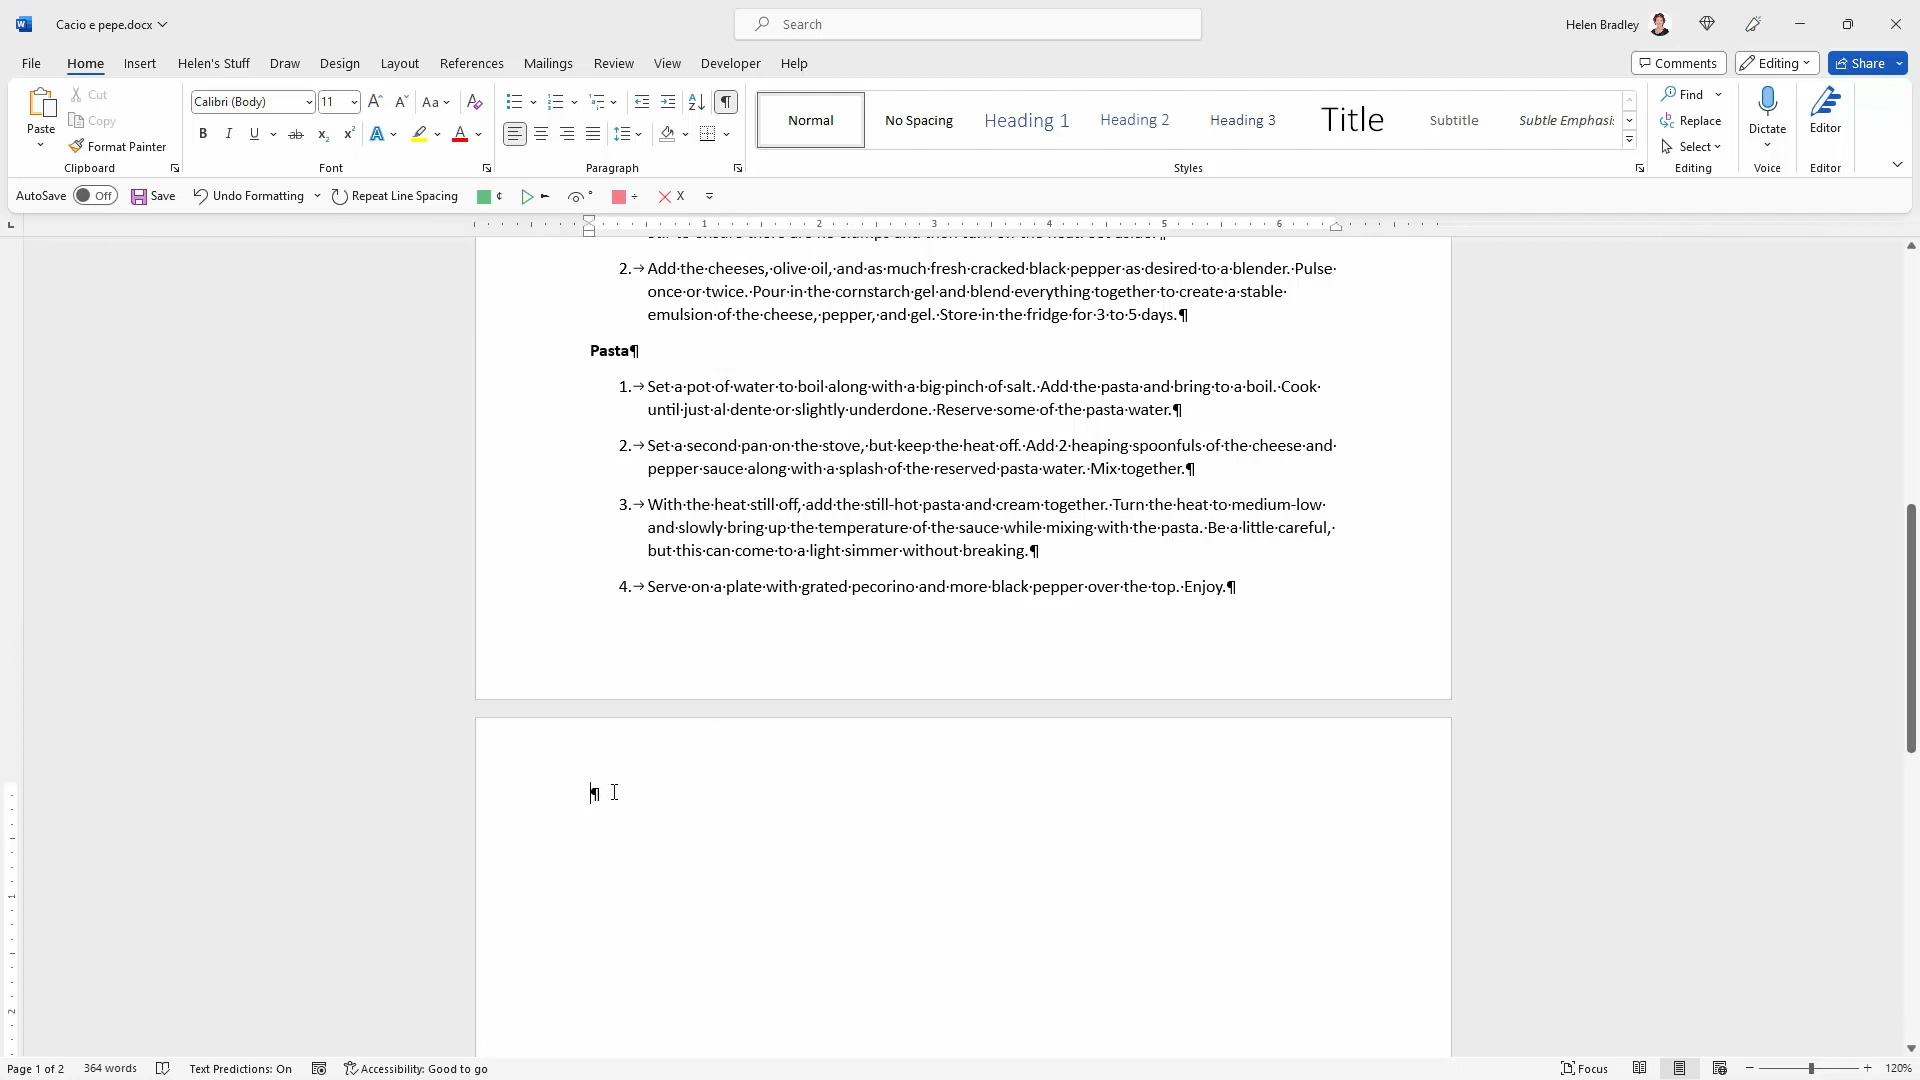 Cacio e pepe.docx
Search
Helen Bradley
File Home Insert Helen's Stuff Draw Design Layout References Mailings Review View Developer Help
Comments Editing Share
Paste
Cut
Copy
Format Painter
Clipboard
Calibri (Body) 11
Font
Paragraph
Normal No Spacing Heading 1 Heading 2 Heading 3 Title Subtitle Subtle Emphasi
Styles
Find
Replace
Select
Editing
Dictate
Voice
Editor
Editor
AutoSave Off Save Undo Formatting Repeat Line Spacing ¢ X
1 2 3 4 5 6
2.→Add·the·cheeses,·olive·oil,·and·as·much·fresh·cracked·black·pepper·as·desired·to·a·blender.·Pulse·
once·or·twice.·Pour·in·the·cornstarch·gel·and·blend·everything·together·to·create·a·stable·
emulsion·of·the·cheese,·pepper,·and·gel.·Store·in·the·fridge·for·3·to·5·days.¶
Pasta¶
1.→Set·a·pot·of·water·to·boil·along·with·a·big·pinch·of·salt.·Add·the·pasta·and·bring·to·a·boil.·Cook·
until·just·al·dente·or·slightly·underdone.·Reserve·some·of·the·pasta·water.¶
2.→Set·a·second·pan·on·the·stove,·but·keep·the·heat·off.·Add·2·heaping·spoonfuls·of·the·cheese·and·
pepper·sauce·along·with·a·splash·of·the·reserved·pasta·water.·Mix·together.¶
3.→With·the·heat·still·off,·add·the·still-hot·pasta·and·cream·together.·Turn·the·heat·to·medium-low·
and·slowly·bring·up·the·temperature·of·the·sauce·while·mixing·with·the·pasta.·Be·a·little·careful,·
but·this·can·come·to·a·light·simmer·without·breaking.¶
4.→Serve·on·a·plate·with·grated·pecorino·and·more·black·pepper·over·the·top.·Enjoy.¶
¶
1
2
Page 1 of 2 364 words Text Predictions: On Accessibility: Good to go Focus 120%